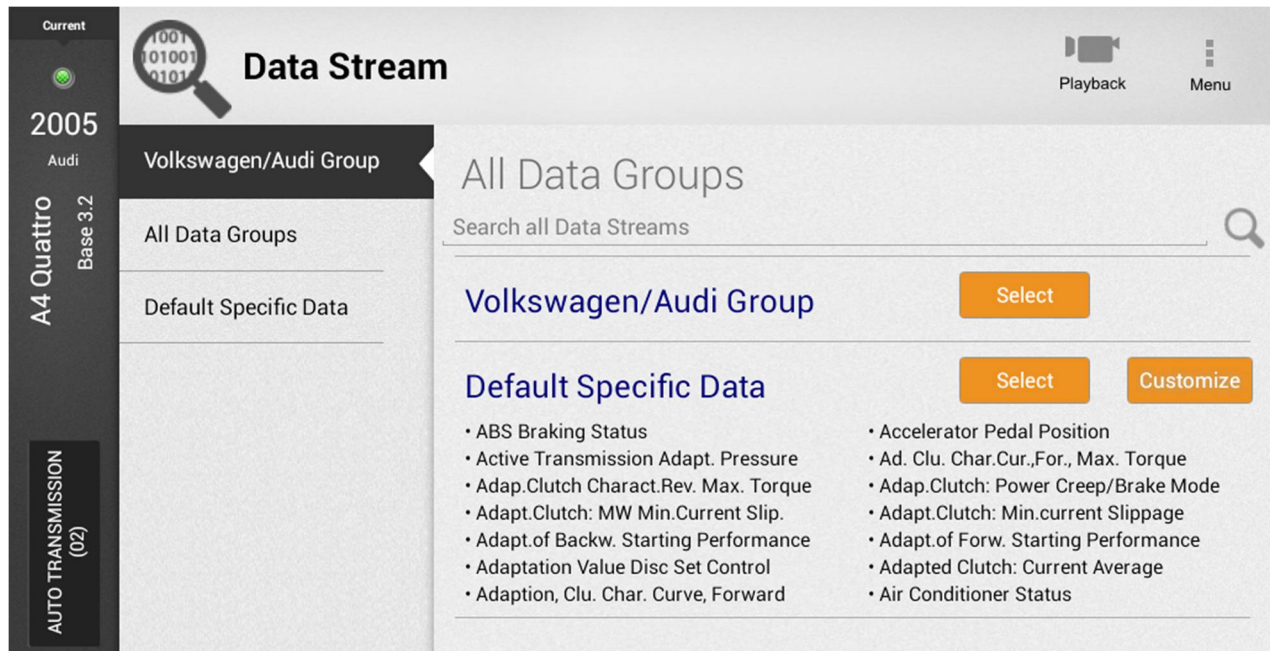 Current
2005
Audi
A4 Quattro
Base 3.2
AUTO TRANSMISSION
(02)
1001
101001
0101
Data Stream
Playback
Menu
Volkswagen/Audi Group
All Data Groups
Default Specific Data
All Data Groups
Search all Data Streams
Volkswagen/Audi Group
Select
Default Specific Data
Select
Customize
• ABS Braking Status
• Active Transmission Adapt. Pressure
• Adap.Clutch Charact.Rev. Max. Torque
• Adapt.Clutch: MW Min.Current Slip.
• Adapt.of Backw. Starting Performance
• Adaptation Value Disc Set Control
• Adaption, Clu. Char. Curve, Forward
• Accelerator Pedal Position
• Ad. Clu. Char.Cur.,For., Max. Torque
• Adap.Clutch: Power Creep/Brake Mode
• Adapt.Clutch: Min.current Slippage
• Adapt.of Forw. Starting Performance
• Adapted Clutch: Current Average
• Air Conditioner Status